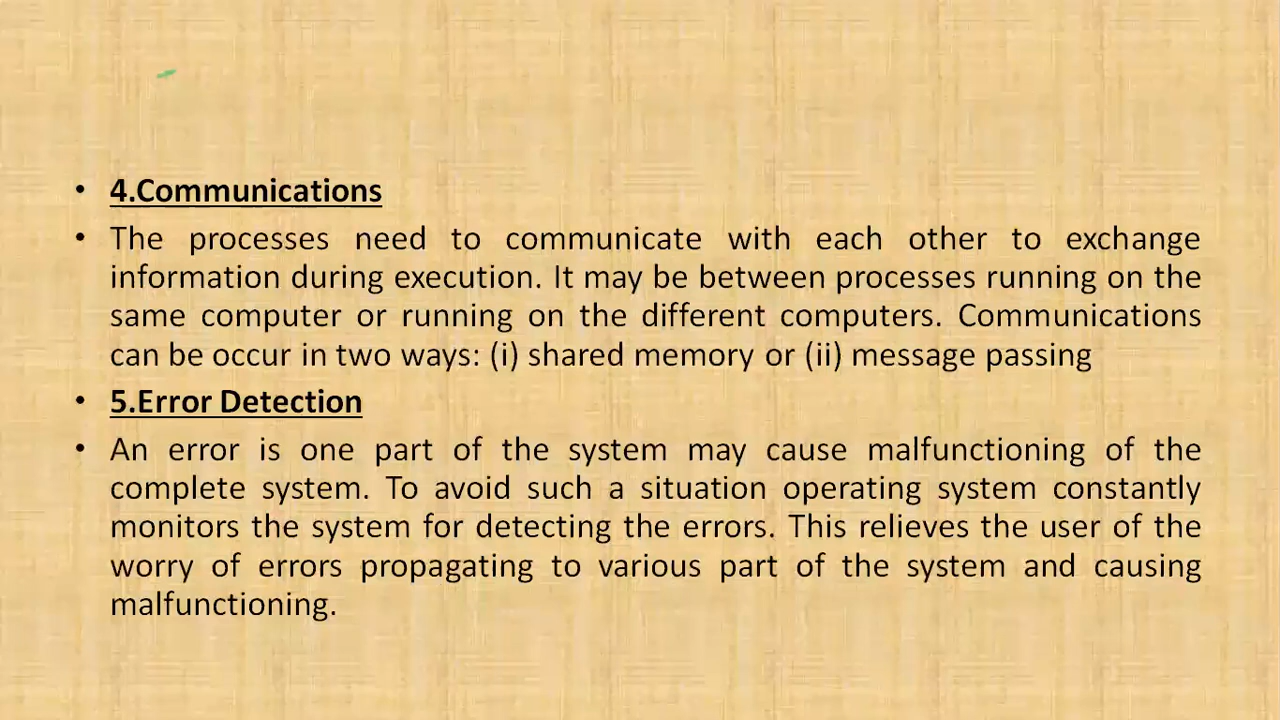 • 4.Communications
• The processes need to communicate with each other to exchange
information during execution. It may be between processes running on the
same computer or running on the different computers. Communications
can be occur in two ways: (i) shared memory or (ii) message passing
• 5.Error Detection
• An error is one part of the system may cause malfunctioning of the
complete system. To avoid such a situation operating system constantly
monitors the system for detecting the errors. This relieves the user of the
worry of errors propagating to various part of the system and causing
malfunctioning.